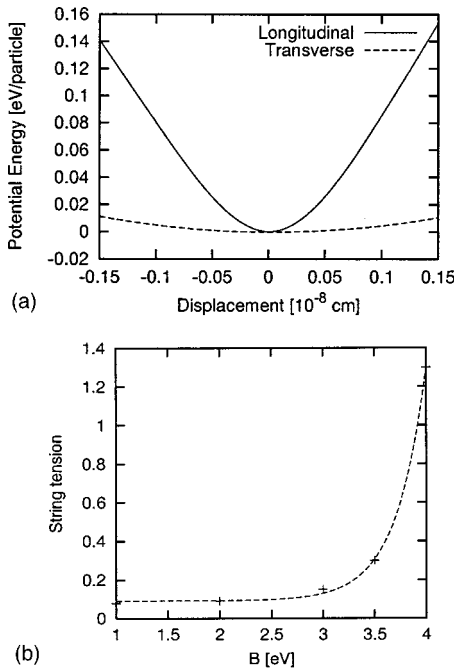 0.16
0.14
0.12
0.1
0.08
0.06
0.04
0.02
0
-0.02
Potential Energy [eV/particle]
Longitudinal
Transverse
-0.15 -0.1 -0.05 0 0.05 0.1 0.15
(a)
Displacement [10⁻⁸ cm]
1.4
1.2
1
0.8
0.6
0.4
0.2
0
String tension
1 1.5 2 2.5 3 3.5 4
(b)
B [eV]